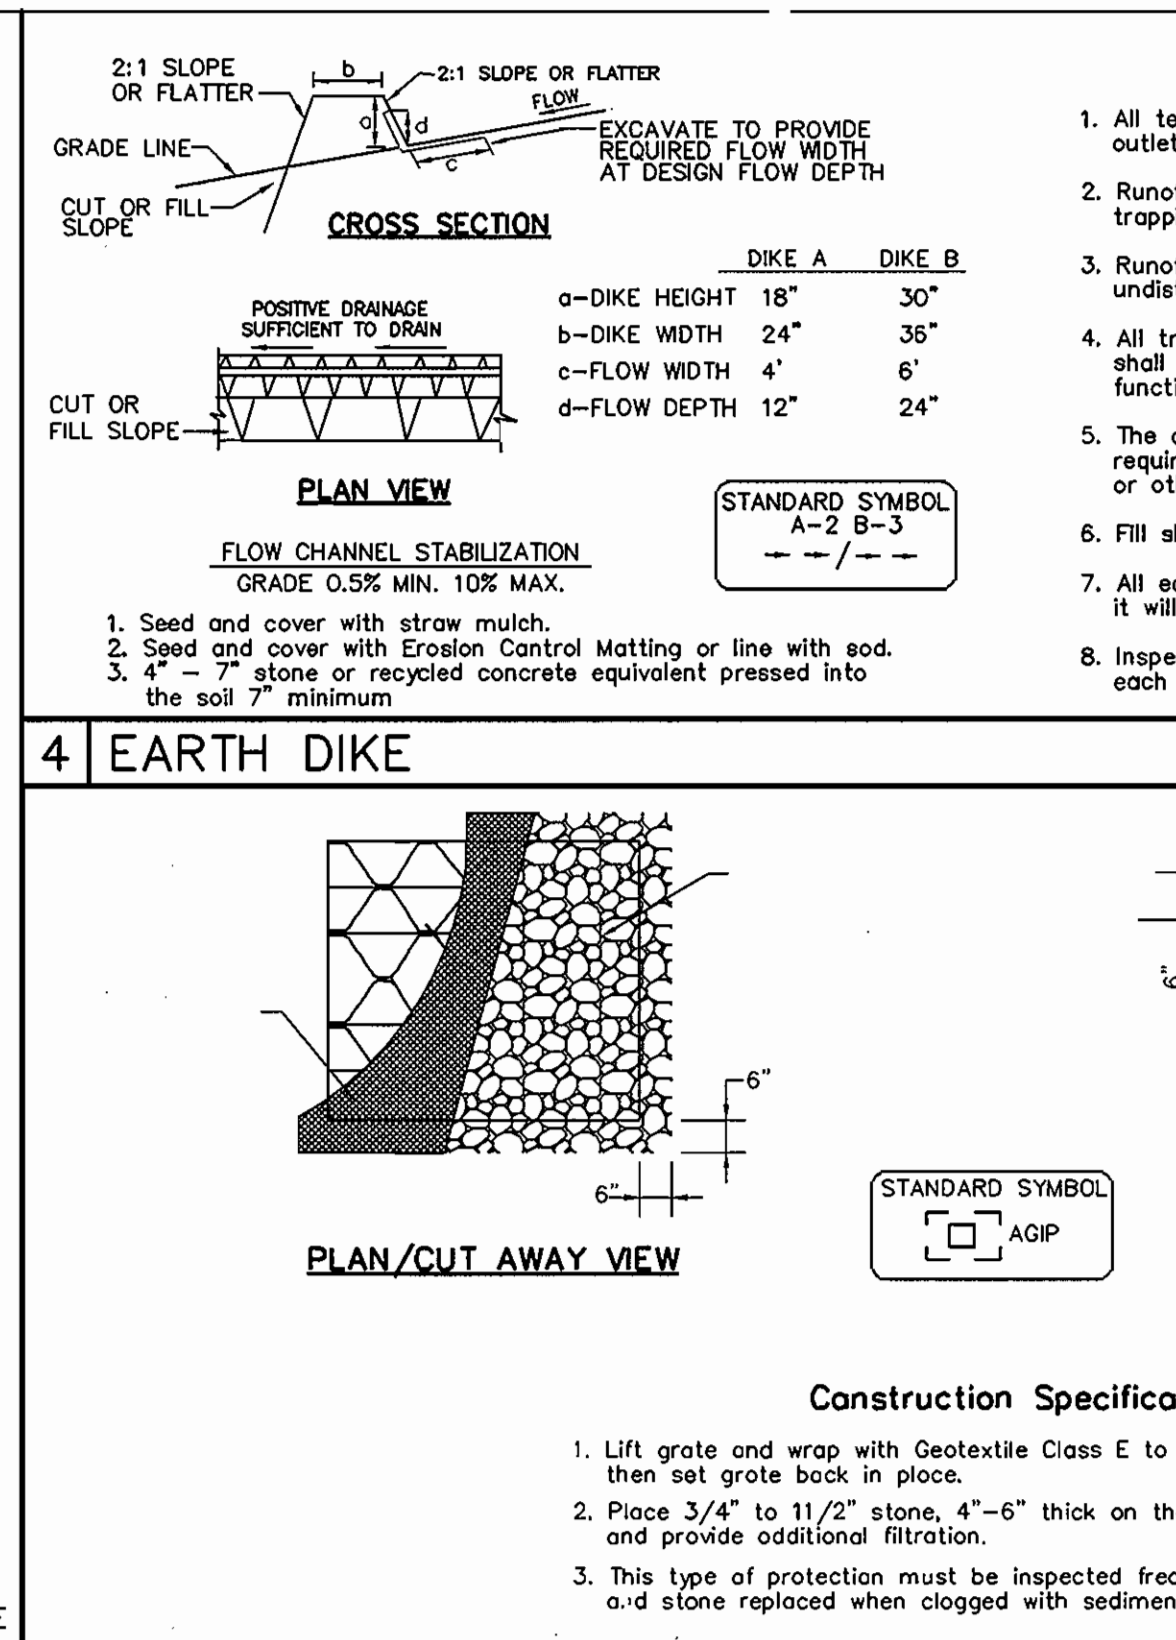 2:1 SLOPE
OR FLATTER
b
2:1 SLOPE OR FLATTER
FLOW
a
d
c
EXCAVATE TO PROVIDE
REQUIRED FLOW WIDTH
AT DESIGN FLOW DEPTH
GRADE LINE
CUT OR FILL
SLOPE
CROSS SECTION
DIKE A DIKE B
a-DIKE HEIGHT 18" 30"
b-DIKE WIDTH 24" 36"
c-FLOW WIDTH 4' 6'
d-FLOW DEPTH 12" 24"
POSITIVE DRAINAGE
SUFFICIENT TO DRAIN
CUT OR
FILL SLOPE
PLAN VIEW
STANDARD SYMBOL
A-2 B-3
FLOW CHANNEL STABILIZATION
GRADE 0.5% MIN. 10% MAX.
1. Seed and cover with straw mulch.
2. Seed and cover with Erosion Cantrol Matting or line with sod.
3. 4" - 7" stone or recycled concrete equivalent pressed into
the soil 7" minimum
1. All te
outlet
2. Runo
trapp
3. Runo
undis
4. All tr
shall
functi
5. The
requir
or ot
6. Fill s
7. All e
it will
8. Inspe
each
4 EARTH DIKE
6"
6"
6"
PLAN/CUT AWAY VIEW
STANDARD SYMBOL
AGIP
Canstruction Specifica
1. Lift grate and wrap with Geotextile Class E to
then set grote back in ploce.
2. Place 3/4" to 11/2" stone, 4"-6" thick on th
and provide odditional filtration.
3. This type of protection must be inspected fre
a.d stone replaced when clogged with sedimen
E